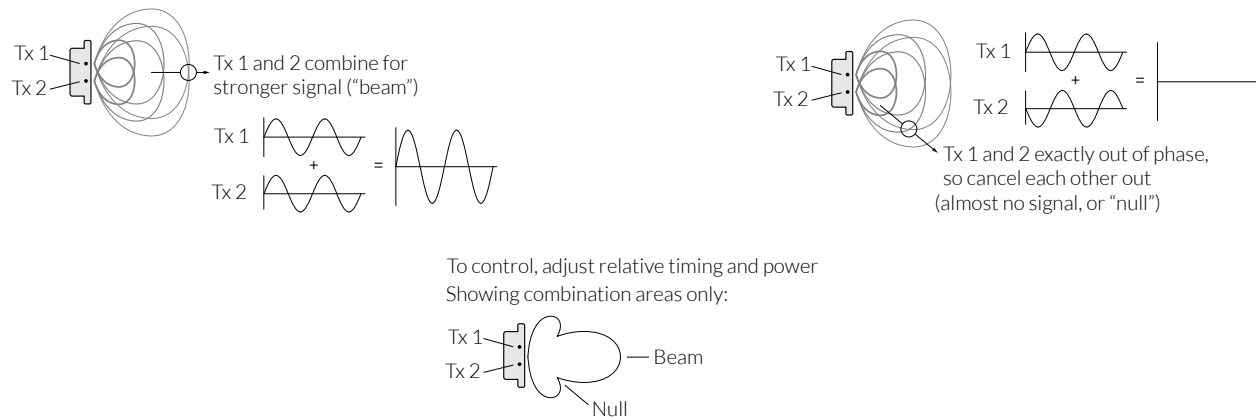 Tx 1
Tx 2
Tx 1 and 2 combine for
stronger signal (“beam”)
Tx 1
+
=
Tx 2
Tx 1
Tx 2
Tx 1
+
=
Tx 2
Tx 1 and 2 exactly out of phase,
so cancel each other out
(almost no signal, or “null”)
To control, adjust relative timing and power
Showing combination areas only:
Tx 1
Tx 2
Beam
Null